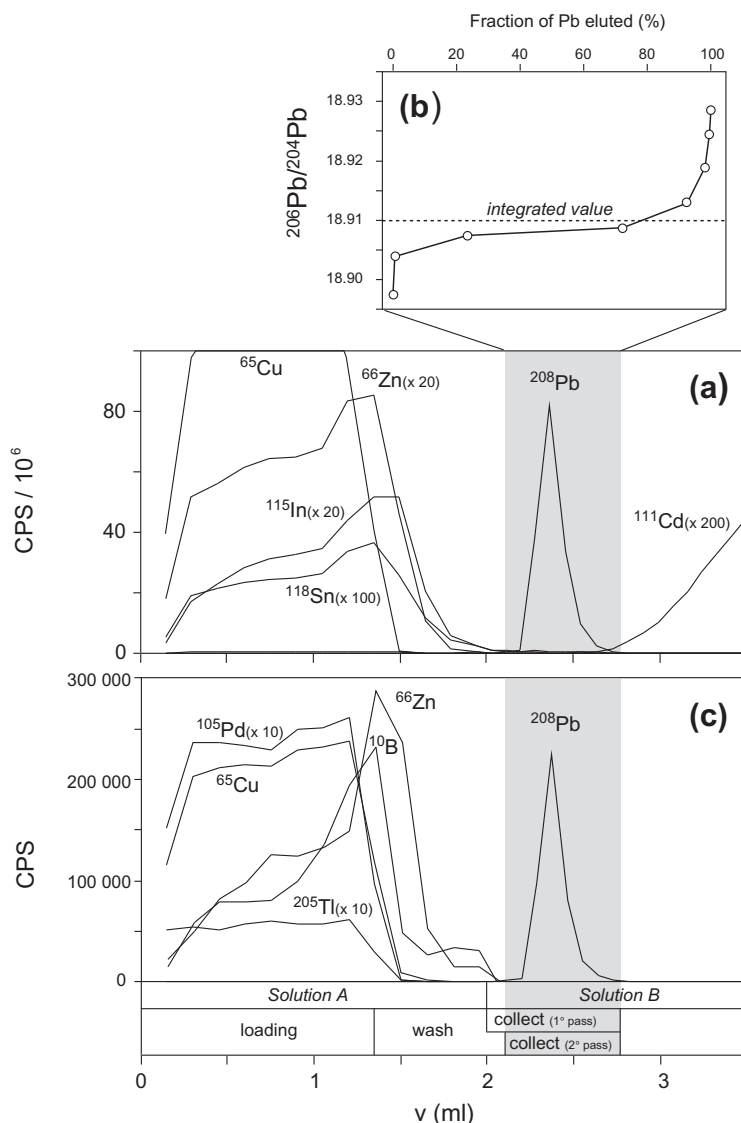 Fraction of Pb eluted (%)
0 20 40 60 80 100
(b)
18.93
18.92
18.91
18.90
206Pb/204Pb
integrated value
(a)
65Cu
66Zn(x 20)
208Pb
115In(x 20)
111Cd(x 200)
118Sn(x 100)
80
40
0
CPS / 10^6
(c)
300 000
200 000
100 000
0
CPS
66Zn
105Pd(x 10)
10B
208Pb
65Cu
205Tl(x 10)
Solution A Solution B
loading wash collect (1° pass)
collect (2° pass)
0 1 2 3
v (ml)